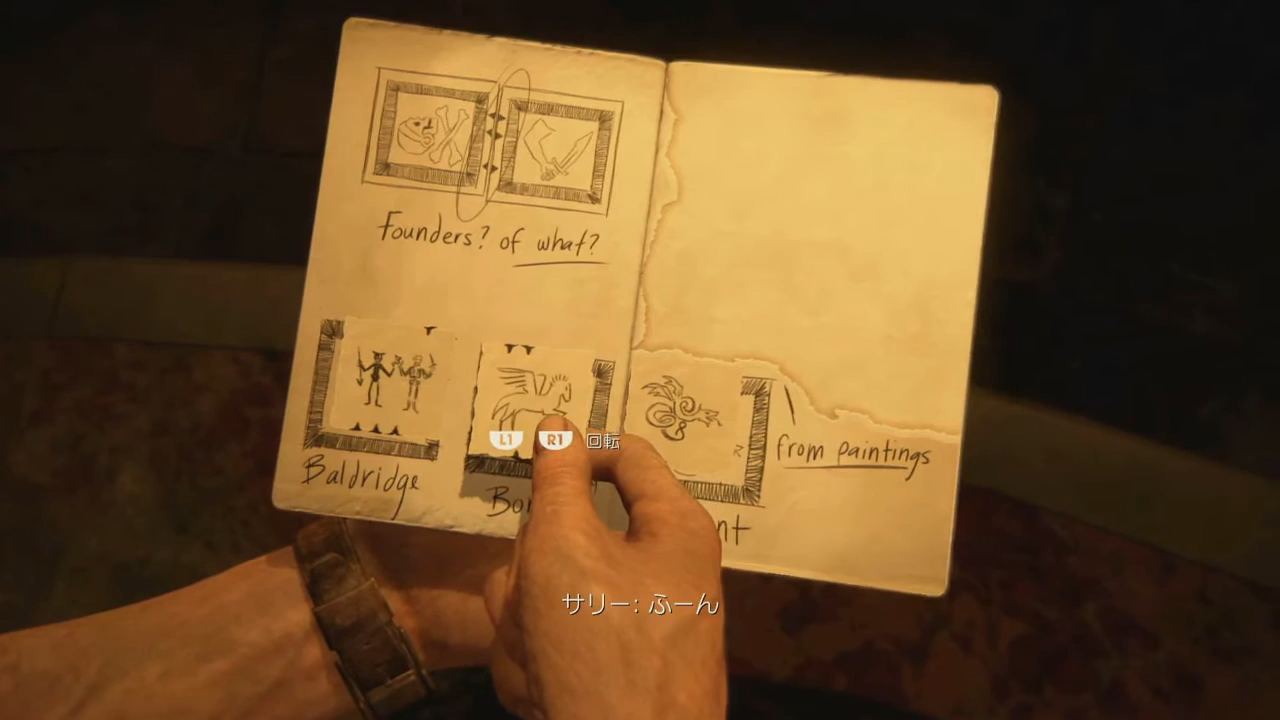 Founders? of what?
L1 R1 回転
from paintings
Baldridge
サリー: ふーん